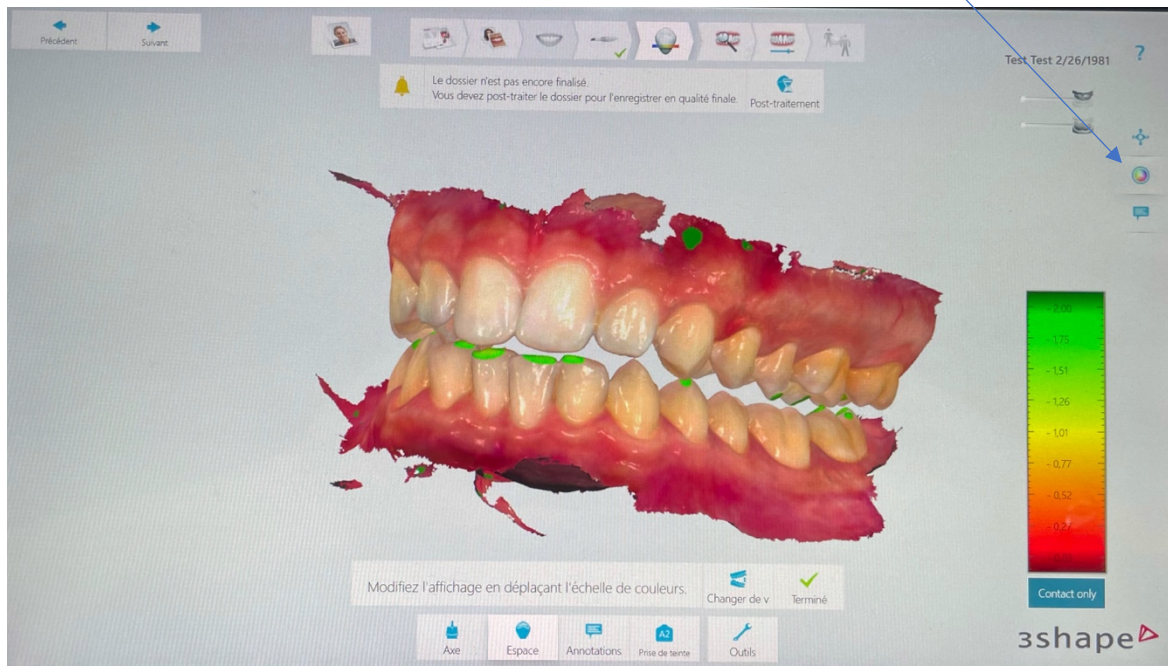 Précédent
Suivant
Test Test 2/26/1981
?
Le dossier n'est pas encore finalisé.
Vous devez post-traiter le dossier pour l'enregistrer en qualité finale.
Post-traitement
2,00
1,75
1,51
1,26
1,01
0,77
0,52
0,27
Contact only
Modifiez l'affichage en déplaçant l'échelle de couleurs.
Changer de v
Terminé
Axe
Espace
Annotations
A2
Prise de teinte
Outils
3shape